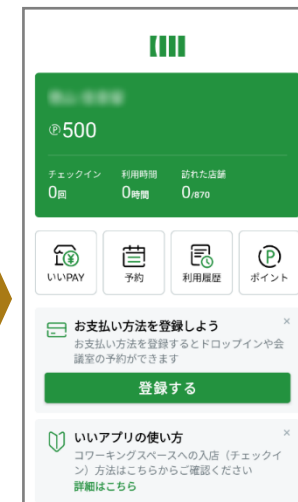 Ⓟ500
チェックイン 利用時間 訪れた店舗
0回 0時間 0/870
いいPAY 予約 利用履歴 ポイント
お支払い方法を登録しよう ×
お支払い方法を登録するとドロップインや会
議室の予約ができます
登録する
いいアプリの使い方 ×
コワーキングスペースへの入店（チェックイ
ン）方法はこちらからご確認ください
詳細はこちら